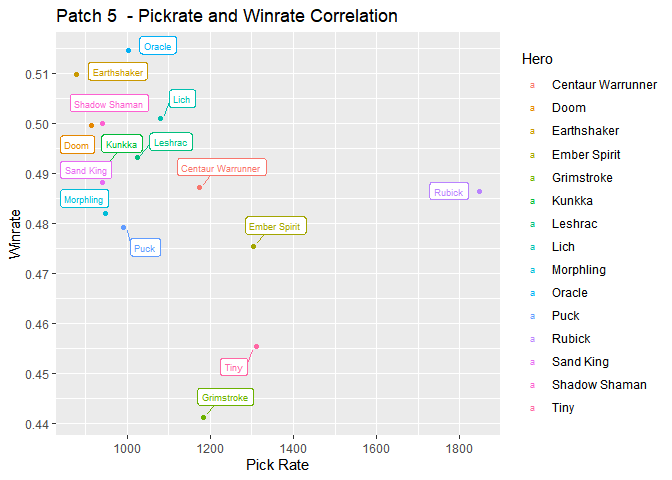 Patch 5  - Pickrate and Winrate Correlation
Oracle
Earthshaker
Lich
Shadow Shaman
Doom
Kunkka
Leshrac
Sand King
Centaur Warrunner
Rubick
Morphling
Ember Spirit
Puck
Tiny
Grimstroke
0.51
0.50
0.49
0.48
0.47
0.46
0.45
0.44
Winrate
1000
1200
1400
1600
1800
Pick Rate
Hero
a Centaur Warrunner
a Doom
a Earthshaker
a Ember Spirit
a Grimstroke
a Kunkka
a Leshrac
a Lich
a Morphling
a Oracle
a Puck
a Rubick
a Sand King
a Shadow Shaman
a Tiny